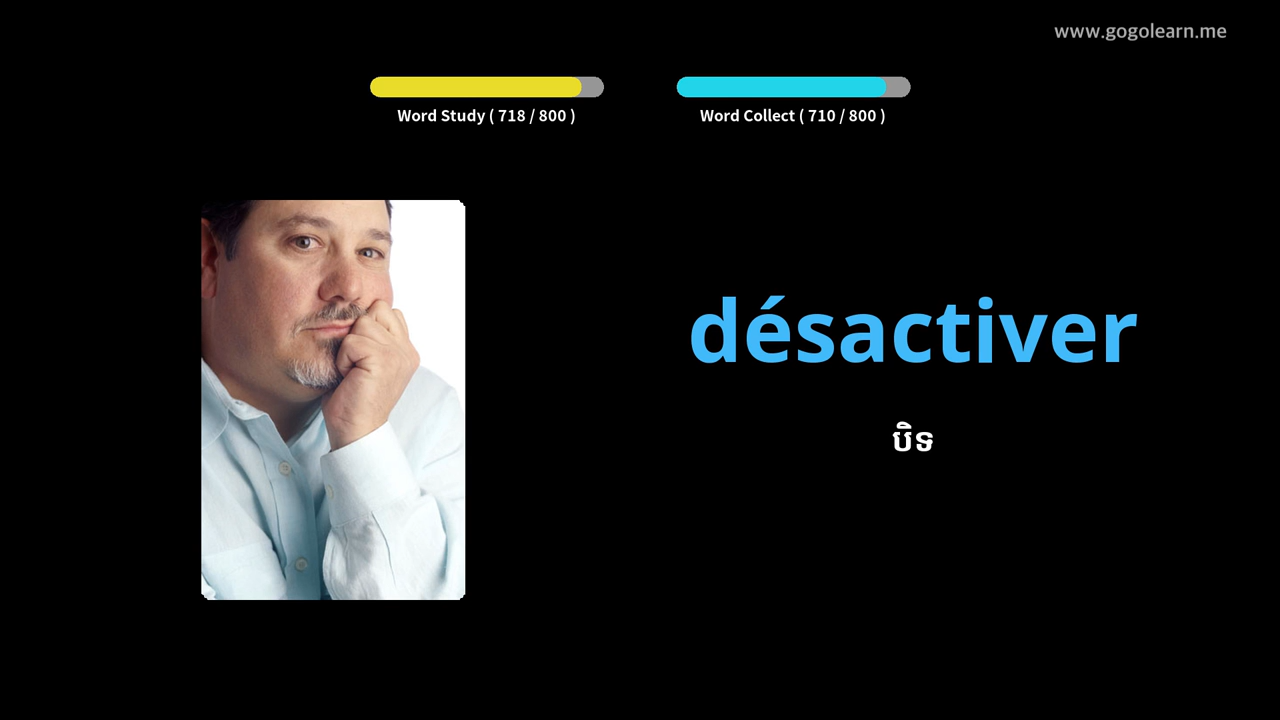 www.gogolearn.me
Word Study ( 718 / 800 )
Word Collect ( 710 / 800 )
désactiver
បិទ